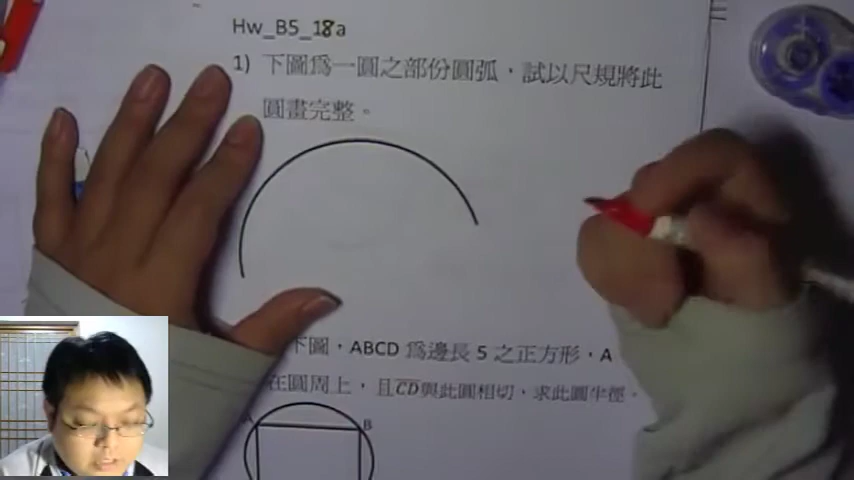 Hw_B5_18a
1) 下圖爲一圓之部份圓弧，試以尺規將此
圓畫完整。
下圖，ABCD 爲邊長 5 之正方形，A
在圓周上，且CD與此圓相切，求此圓半徑。
A B